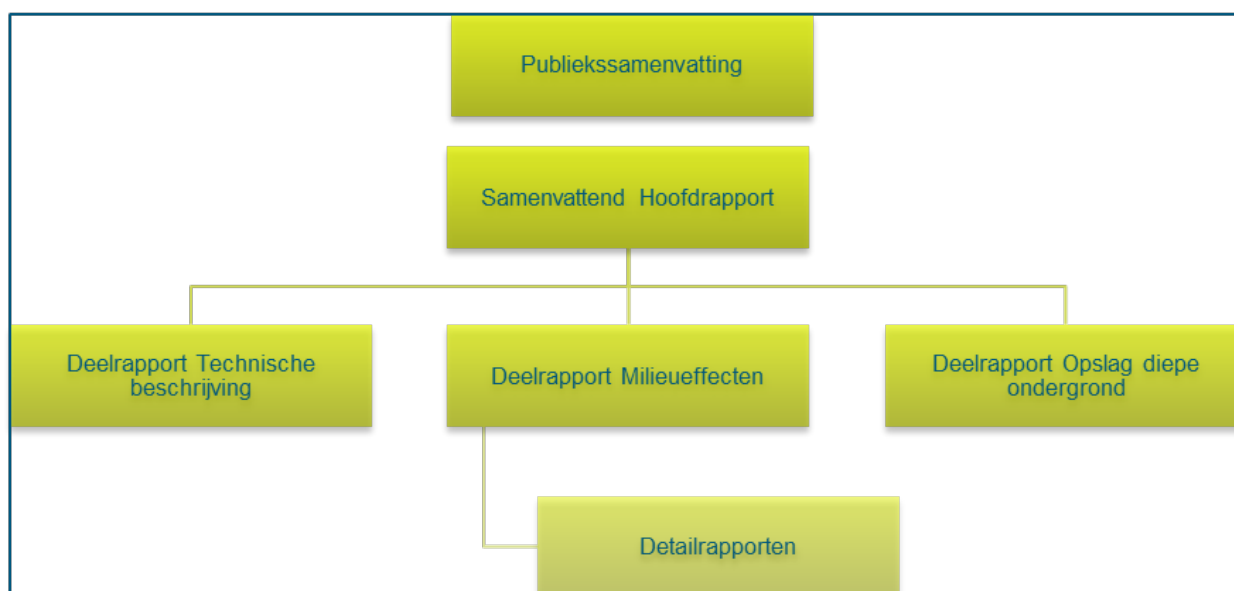 Publiekssamenvatting
Samenvattend Hoofdrapport
Deelrapport Technische
beschrijving
Deelrapport Milieueffecten
Deelrapport Opslag diepe
ondergrond
Detailrapporten